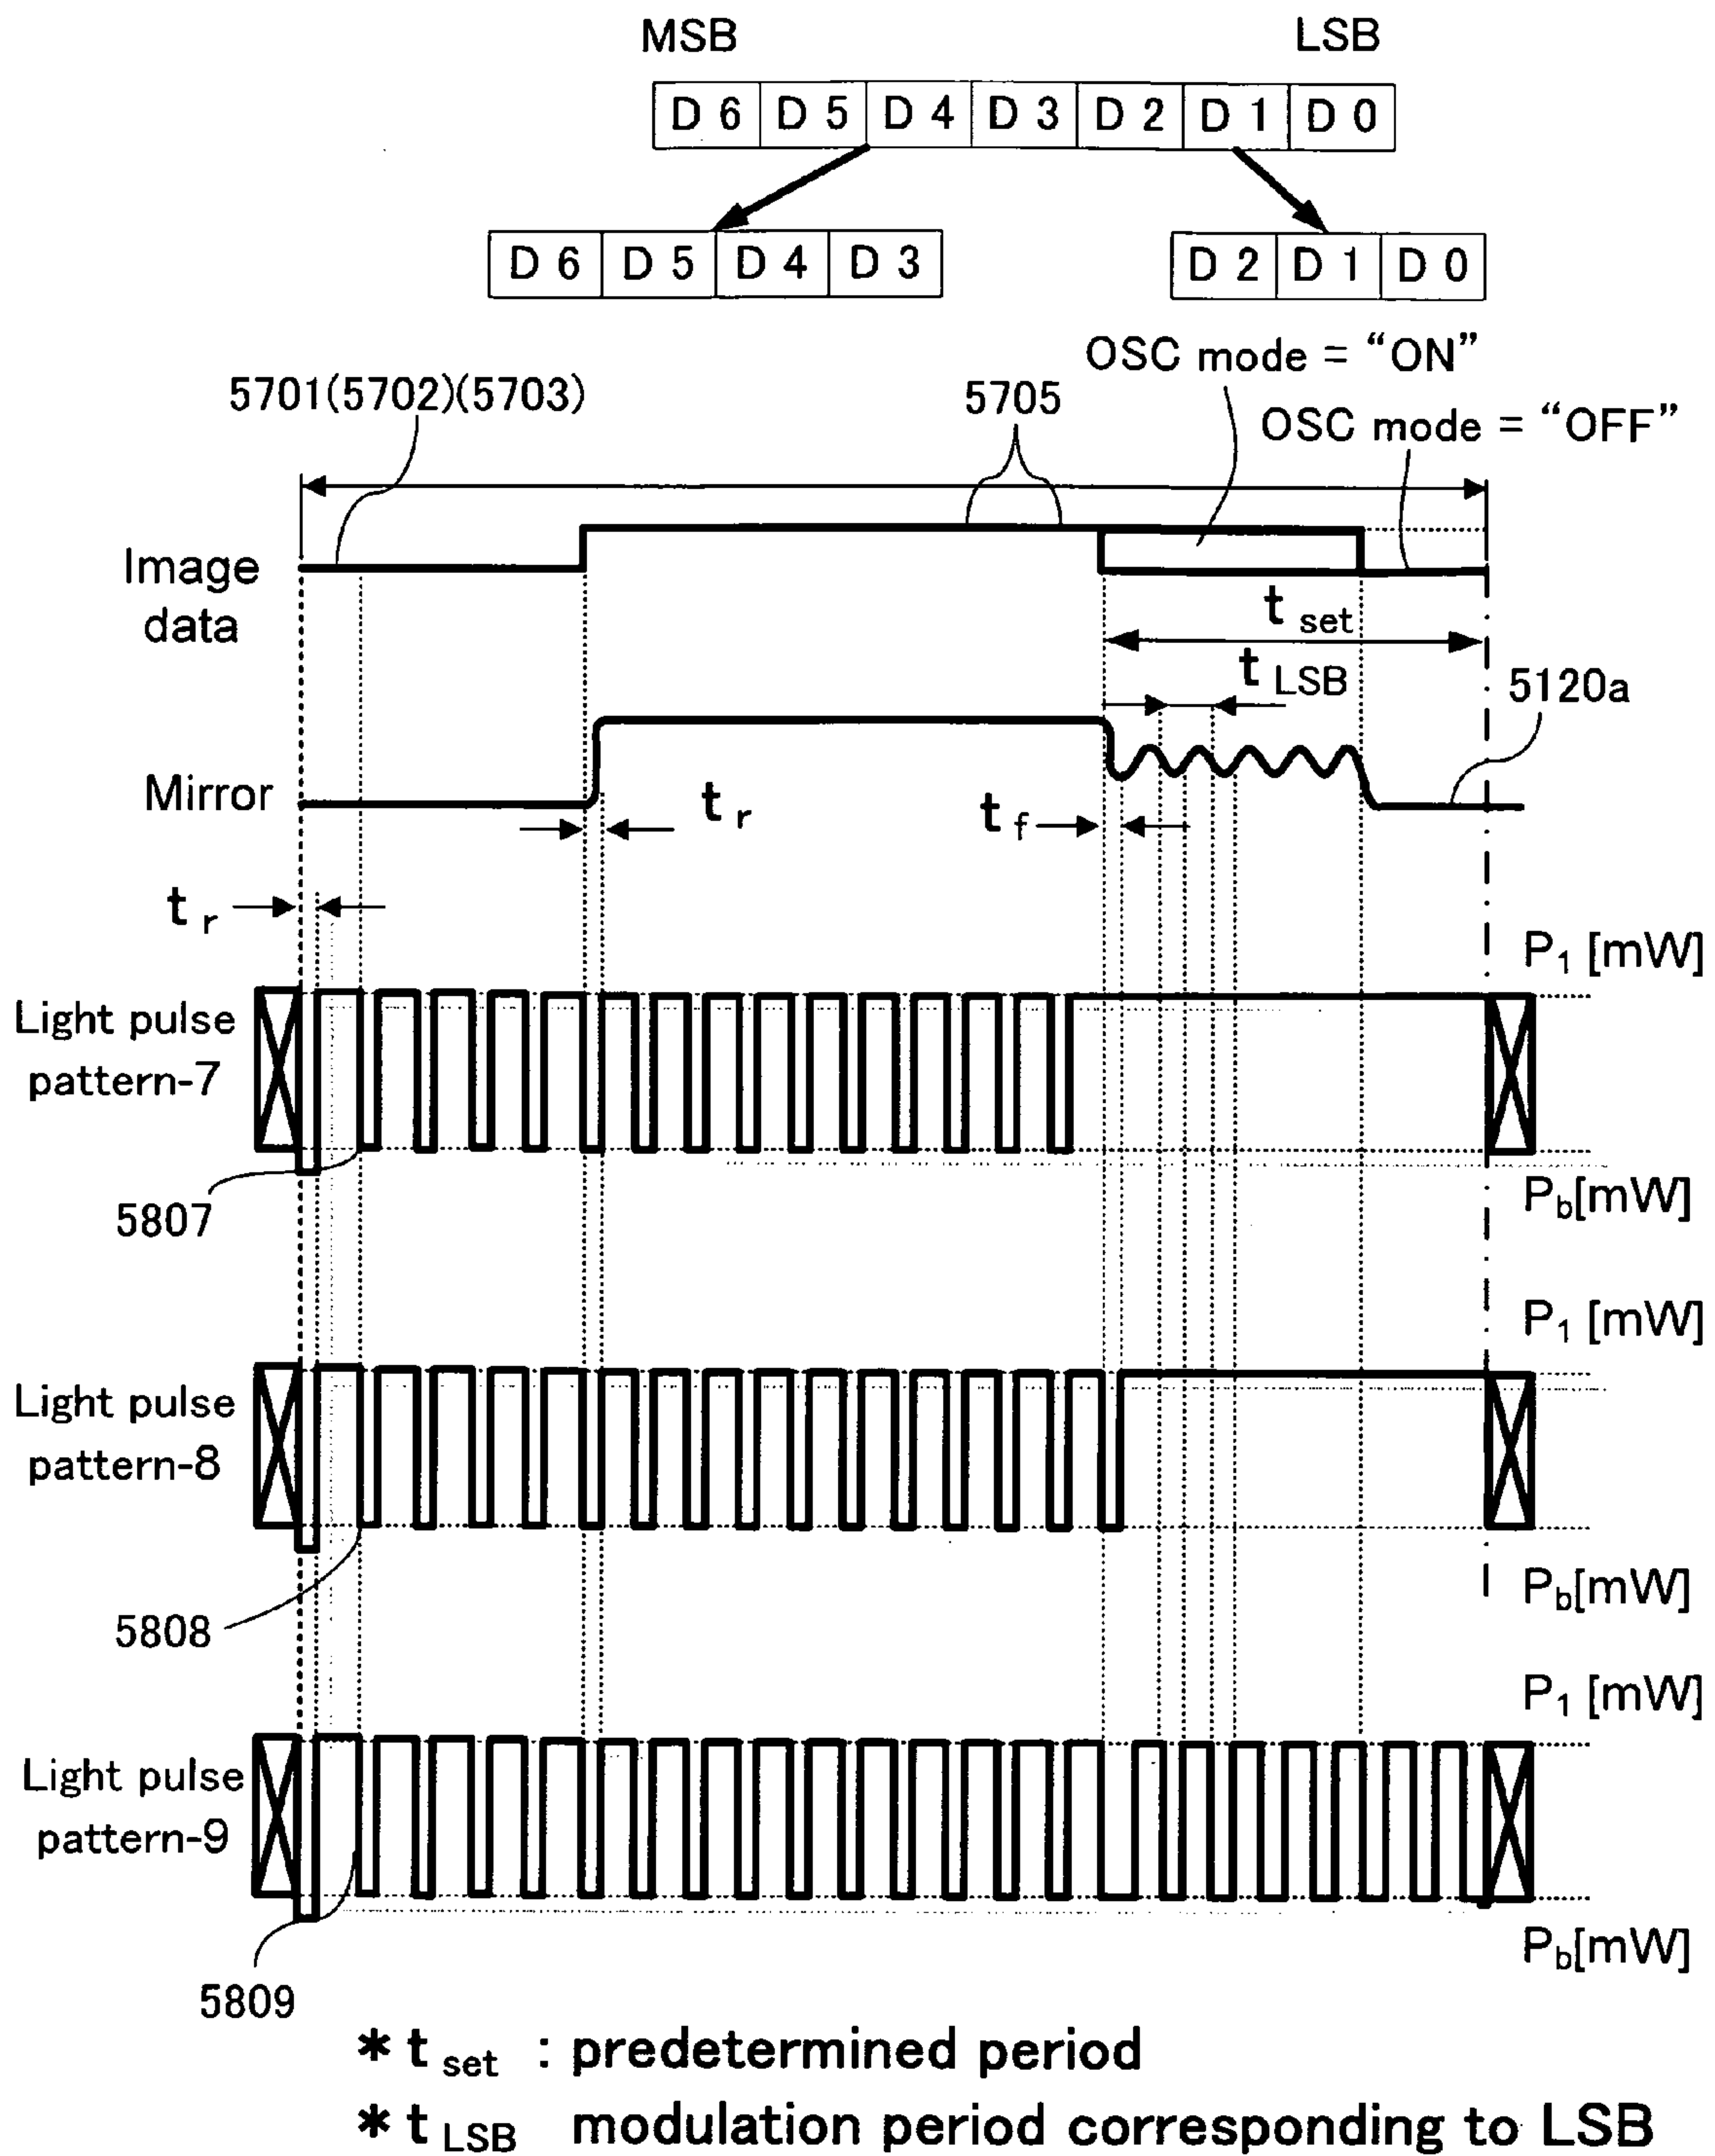 MSB LSB
D 6 D 5 D 4 D 3 D 2 D 1 D 0
D 6 D 5 D 4 D 3 D 2 D 1 D 0
OSC mode = “ON”
5701(5702)(5703) 5705
OSC mode = “OFF”
Image
data
t set
t LSB
5120a
Mirror
t r t f
t r
P1 [mW]
Light pulse
pattern-7
Pb[mW]
5807
P1 [mW]
Light pulse
pattern-8
Pb[mW]
5808
P1 [mW]
Light pulse
pattern-9
Pb[mW]
5809
* t set : predetermined period
* t LSB modulation period corresponding to LSB